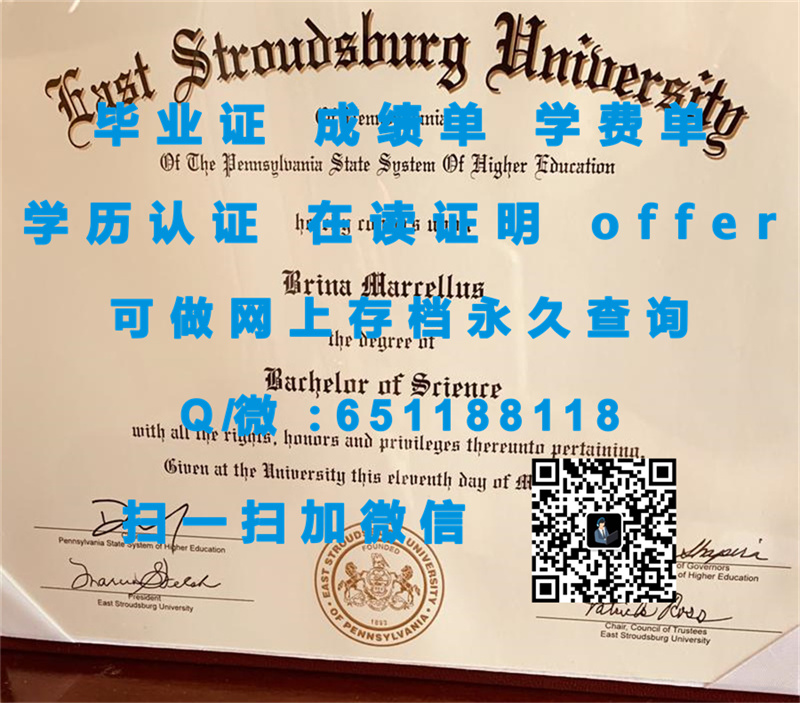 East Stroudsburg University
Of Pennsylvania
毕业证 成绩单 学费单
Of The Pennsylvania State System Of Higher Education
学历认证 在读证明 offer
hereby confers upon
Brina Marcellus
可做网上存档永久查询
the degree of
Bachelor of Science
Q/微:651188118
with all the rights, honors and privileges thereunto pertaining.
Given at the University this eleventh day of
扫一扫加微信
Pennsylvania State System of Higher Education
of Governors
of Higher Education
President
East Stroudsburg University
EAST STROUDSBURG UNIVERSITY
OF PENNSYLVANIA
FOUNDED
1893
Chair, Council of Trustees
East Stroudsburg University